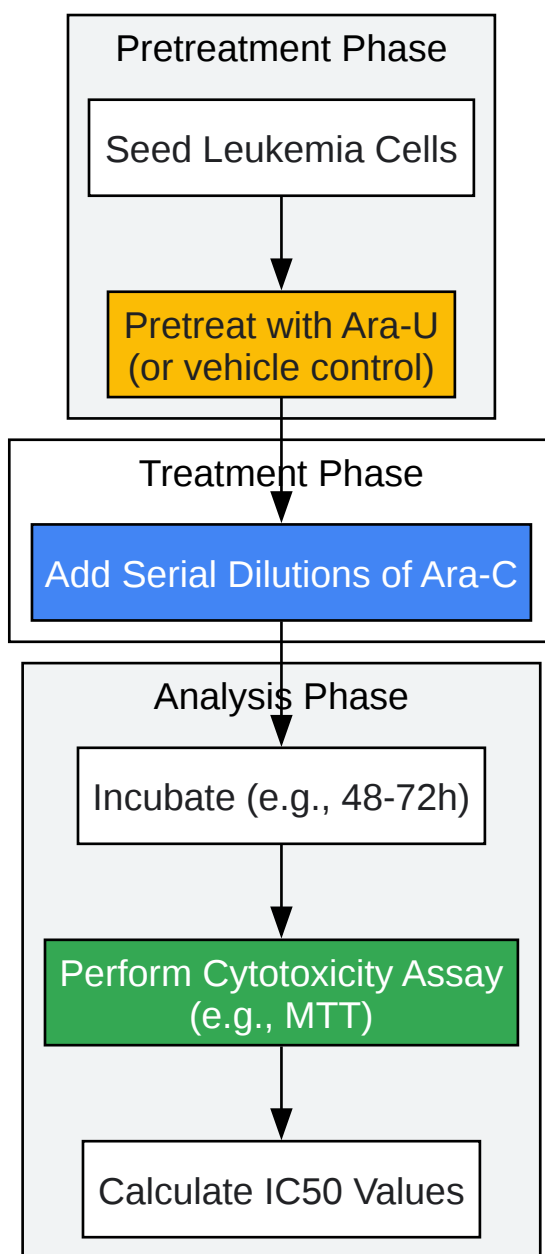 Pretreatment Phase
Seed Leukemia Cells
Pretreat with Ara-U
(or vehicle control)
Treatment Phase
Add Serial Dilutions of Ara-C
Analysis Phase
Incubate (e.g., 48-72h)
Perform Cytotoxicity Assay
(e.g., MTT)
Calculate IC50 Values